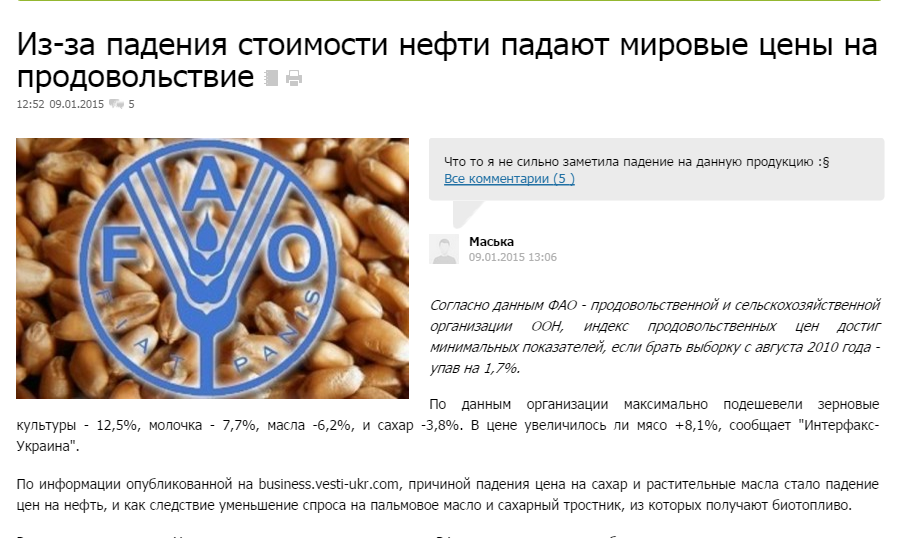 Из-за падения стоимости нефти падают мировые цены на
продовольствие
12:52 09.01.2015 5
FAO
FIAT PANIS
Что то я не сильно заметила падение на данную продукцию :§
Все комментарии (5 )
Маська
09.01.2015 13:06
Согласно данным ФАО - продовольственной и сельскохозяйственной
организации ООН, индекс продовольственных цен достиг
минимальных показателей, если брать выборку с августа 2010 года -
упав на 1,7%.
По данным организации максимально подешевели зерновые
культуры - 12,5%, молочка - 7,7%, масла -6,2%, и сахар -3,8%. В цене увеличилось ли мясо +8,1%, сообщает "Интерфакс-
Украина".
По информации опубликованной на business.vesti-ukr.com, причиной падения цена на сахар и растительные масла стало падение
цен на нефть, и как следствие уменьшение спроса на пальмовое масло и сахарный тростник, из которых получают биотопливо.